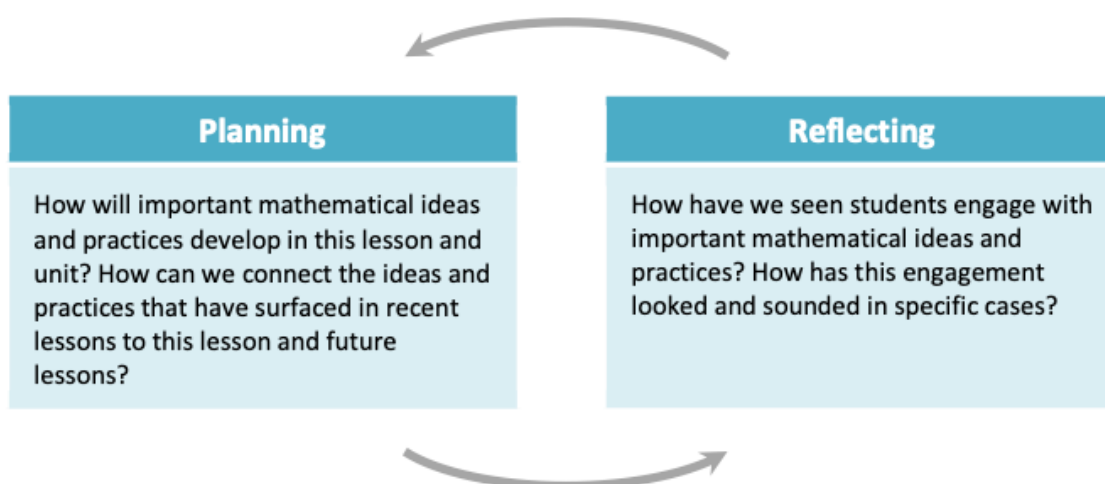 Planning
How will important mathematical ideas
and practices develop in this lesson and
unit? How can we connect the ideas and
practices that have surfaced in recent
lessons to this lesson and future
lessons?
Reflecting
How have we seen students engage with
important mathematical ideas and
practices? How has this engagement
looked and sounded in specific cases?